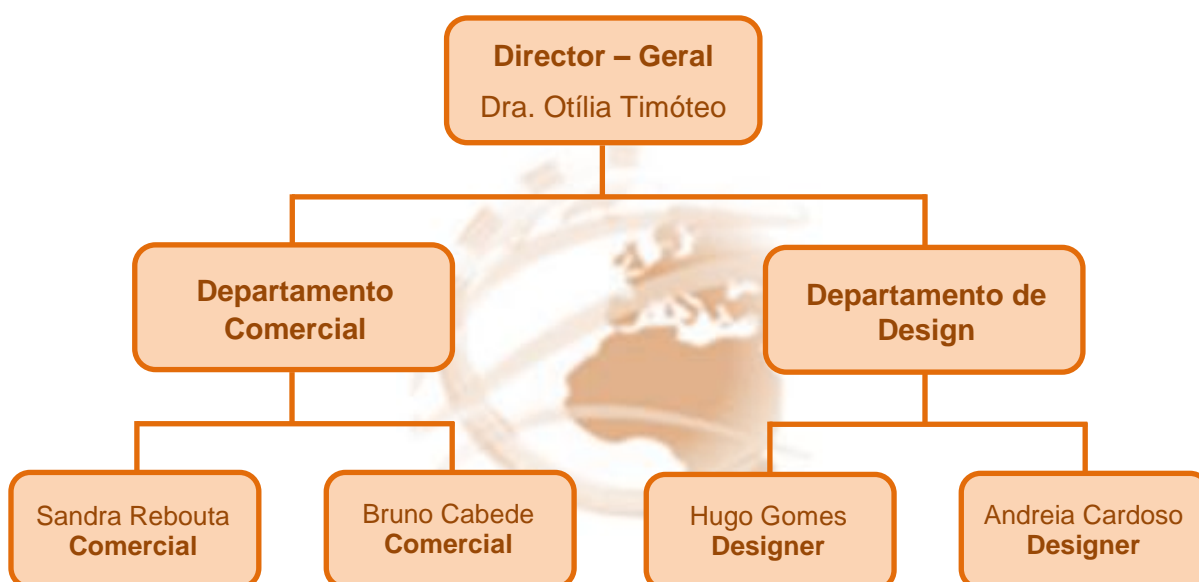 Director – Geral
Dra. Otília Timóteo
Departamento
Comercial
Departamento de
Design
Sandra Rebouta
Comercial
Bruno Cabede
Comercial
Hugo Gomes
Designer
Andreia Cardoso
Designer